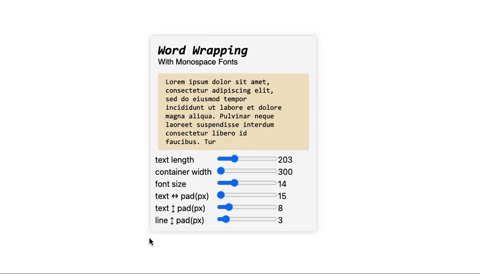 Word Wrapping
With Monospace Fonts
Lorem ipsum dolor sit amet,
consectetur adipiscing elit,
sed do eiusmod tempor
incididunt ut labore et dolore
magna aliqua. Pulvinar neque
laoreet suspendisse interdum
consectetur libero id
faucibus. Tur
text length 203
container width 300
font size 14
text ↔ pad(px) 15
text ↕ pad(px) 8
line ↕ pad(px) 3